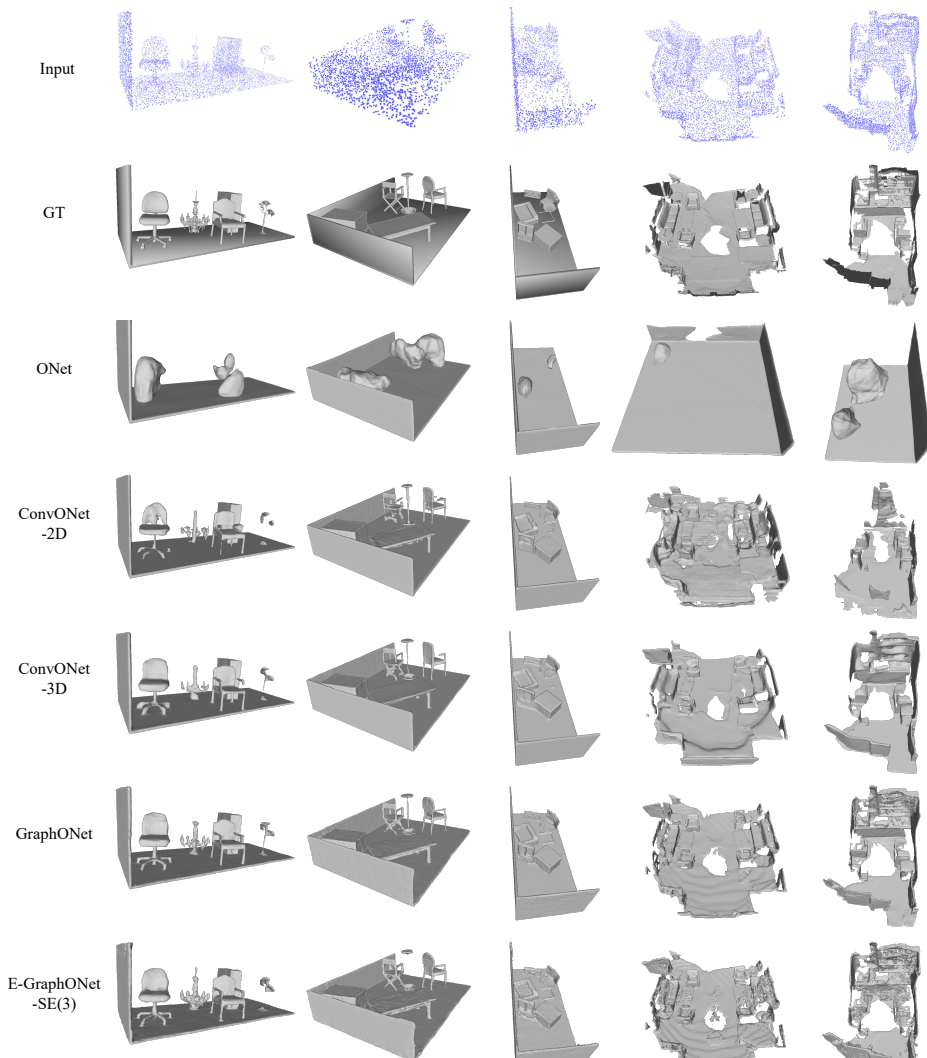 Input
GT
ONet
ConvONet
-2D
ConvONet
-3D
GraphONet
E-GraphONet
-SE(3)